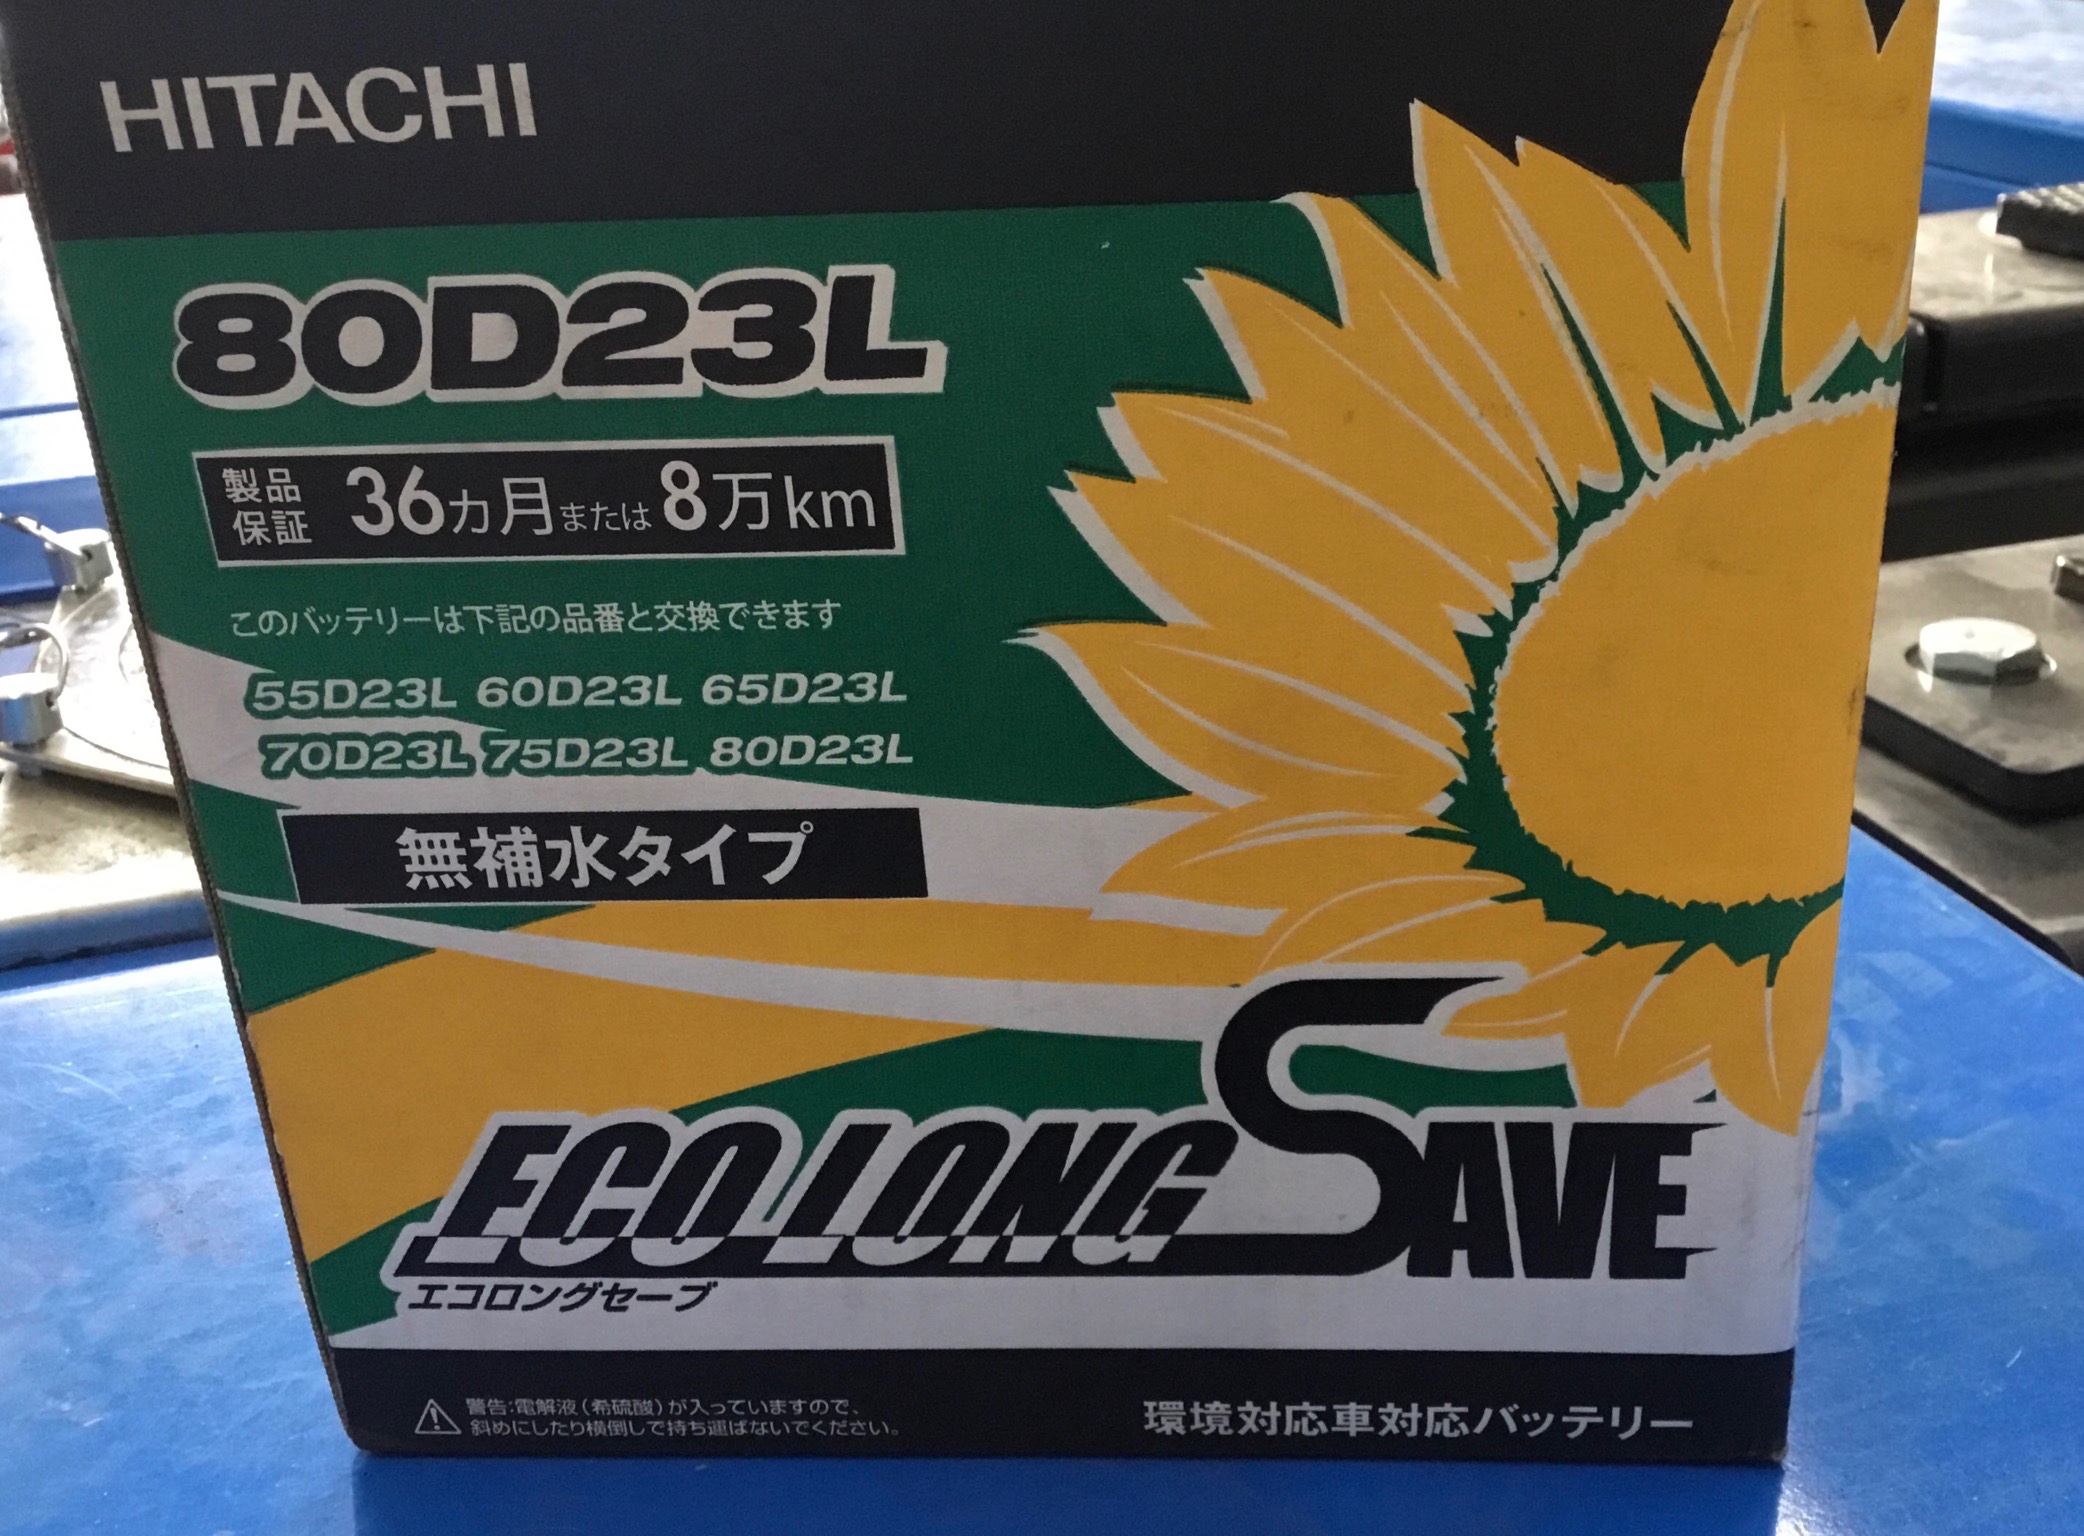 HITACHI
80D23L
製品保証 36カ月または8万km
このバッテリーは下記の品番と交換できます
55D23L 60D23L 65D23L
70D23L 75D23L 80D23L
無補水タイプ
ECO LONG SAVE
エコロングセーブ
警告:電解液(希硫酸)が入っていますので、
斜めにしたり横倒しで持ち運ばないでください。
環境対応車対応バッテリー